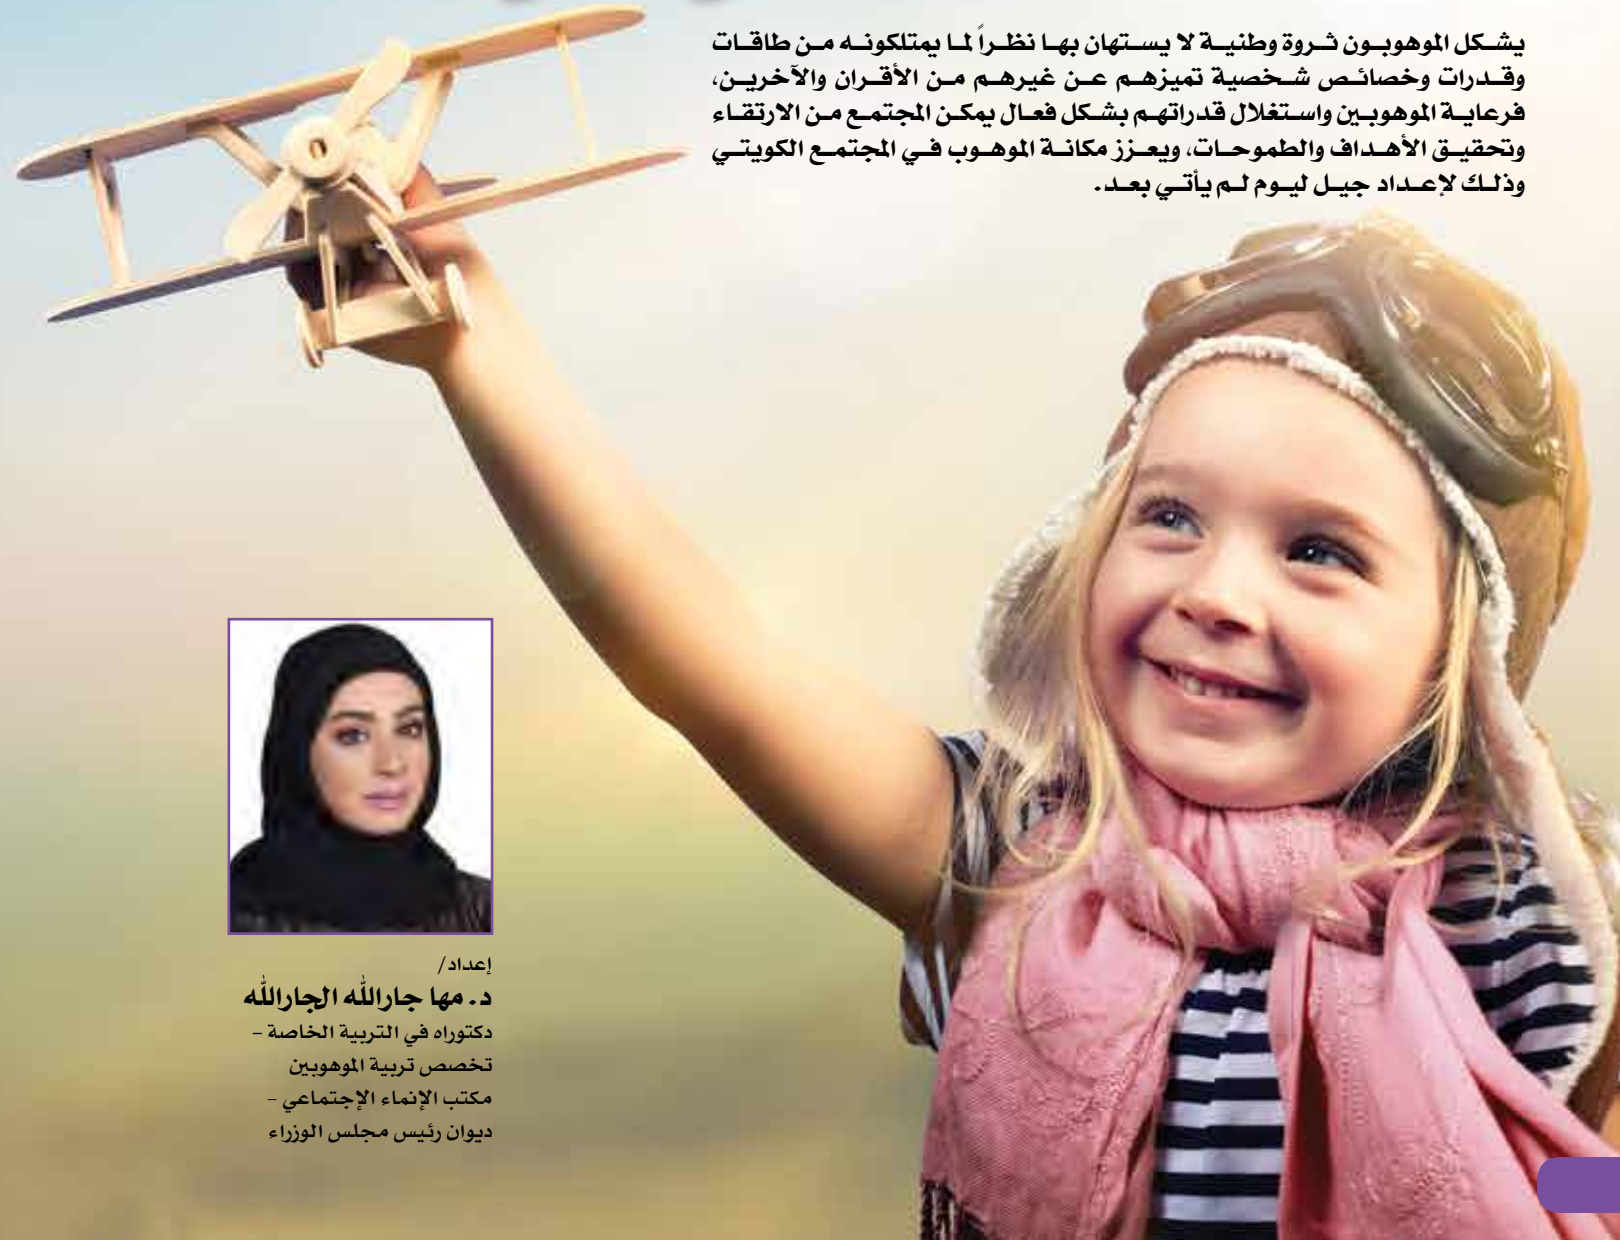 يشكل الموهوبون ثروة وطنية لا يستهان بها نظراً لما يمتلكونه من طاقات
وقدرات وخصائص شخصية تميزهم عن غيرهم من الأقران والآخرين،
فرعاية الموهوبين واستغلال قدراتهم بشكل فعال يمكن المجتمع من الارتقاء
وتحقيق الأهداف والطموحات، ويعزز مكانة الموهوب في المجتمع الكويتي
وذلك لإعداد جيل ليوم لم يأتي بعد.
إعداد/
د. مها جارالله الجارالله
دكتوراه في التربية الخاصة -
تخصص تربية الموهوبين
مكتب الإنماء الإجتماعي -
ديوان رئيس مجلس الوزراء